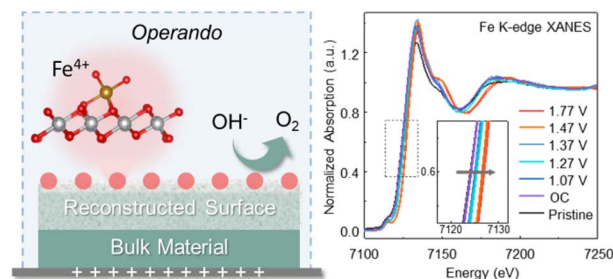 Operando
Fe4+
OH- O2
Reconstructed Surface
Bulk Material
+++++++++++
Fe K-edge XANES
Normalized Absorption (a.u.)
1.2
0.8
0.4
0.0
0.6
7120 7130
1.77 V
1.47 V
1.37 V
1.27 V
1.07 V
OC
Pristine
7100 7150 7200 7250
Energy (eV)